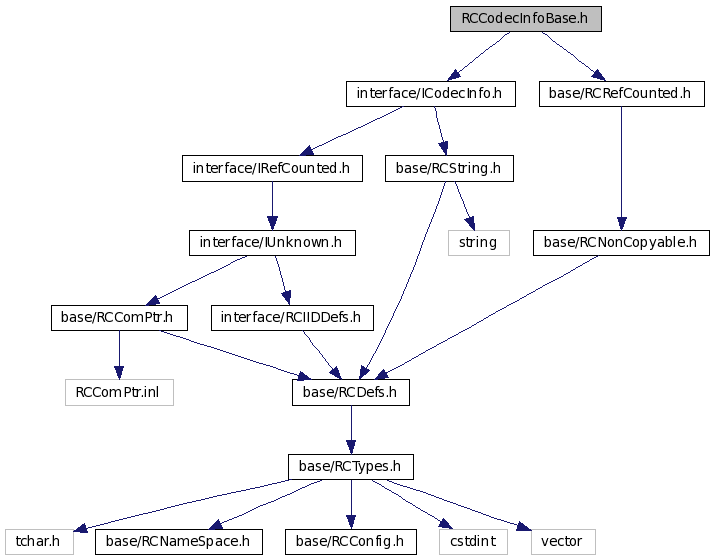 RCCodecInfoBase.h
interface/ICodecInfo.h
base/RCRefCounted.h
interface/IRefCounted.h
base/RCString.h
interface/IUnknown.h
string
base/RCNonCopyable.h
base/RCComPtr.h
interface/RCIIDDefs.h
RCComPtr.inl
base/RCDefs.h
base/RCTypes.h
tchar.h
base/RCNameSpace.h
base/RCConfig.h
cstdint
vector